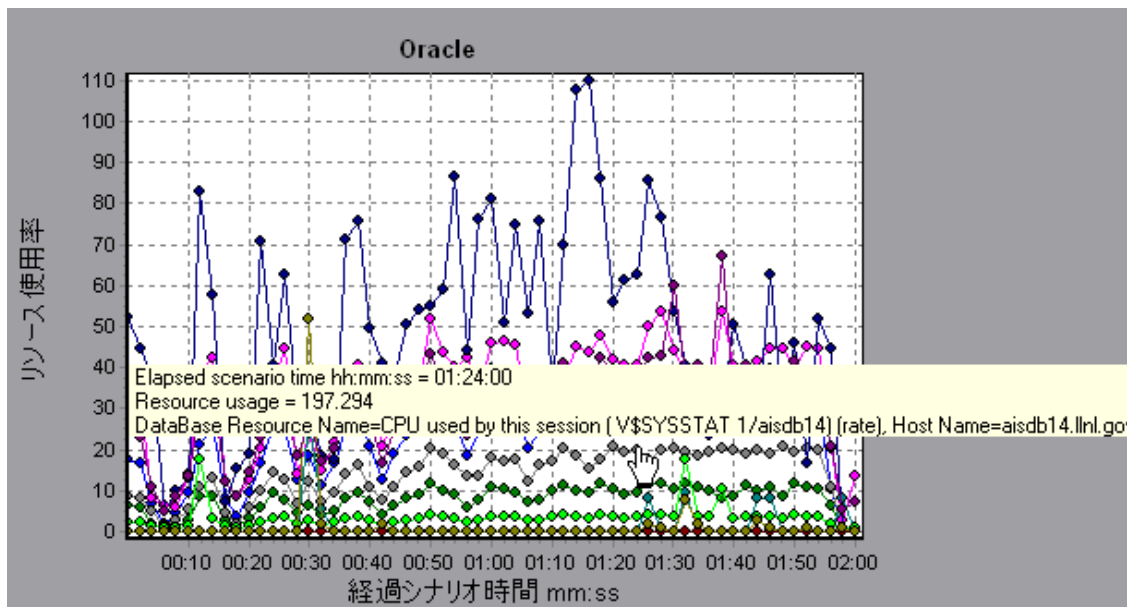 Oracle
リソース使用率
110
100
90
80
70
60
50
40
30
20
10
0
Elapsed scenario time hh:mm:ss = 01:24:00
Resource usage = 197.294
DataBase Resource Name=CPU used by this session ( V$SYSSTAT 1/aisdb14) (rate), Host Name=aisdb14.llnl.gov
00:10 00:20 00:30 00:40 00:50 01:00 01:10 01:20 01:30 01:40 01:50 02:00
経過シナリオ時間 mm:ss